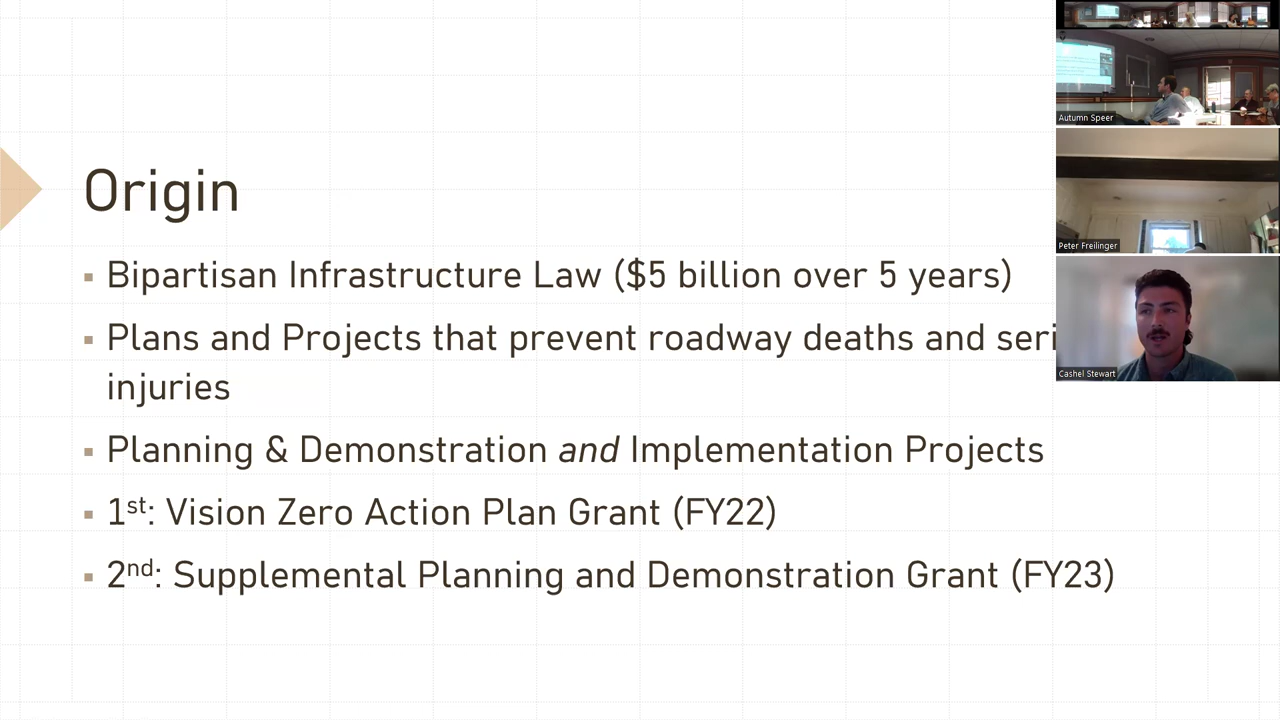 Origin
Bipartisan Infrastructure Law ($5 billion over 5 years)
Plans and Projects that prevent roadway deaths and seri
injuries
Planning & Demonstration and Implementation Projects
1st: Vision Zero Action Plan Grant (FY22)
2nd: Supplemental Planning and Demonstration Grant (FY23)
Autumn Speer
Peter Freilinger
Cashel Stewart